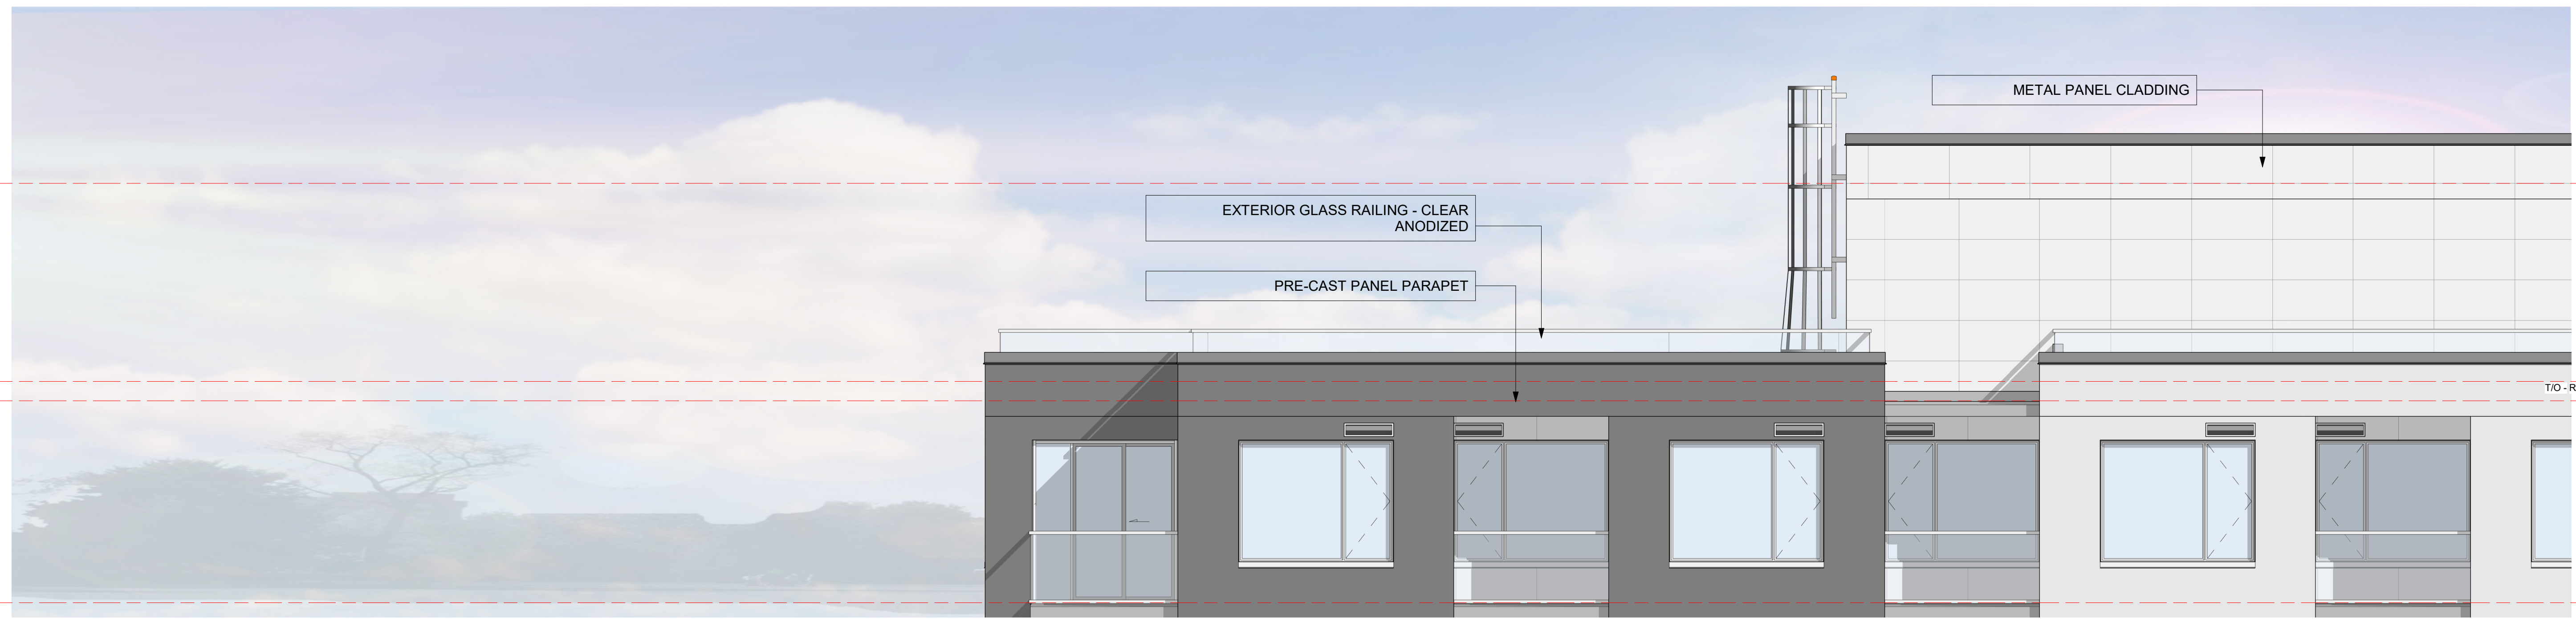 METAL PANEL CLADDING
EXTERIOR GLASS RAILING - CLEAR
ANODIZED
PRE-CAST PANEL PARAPET
T/O - R